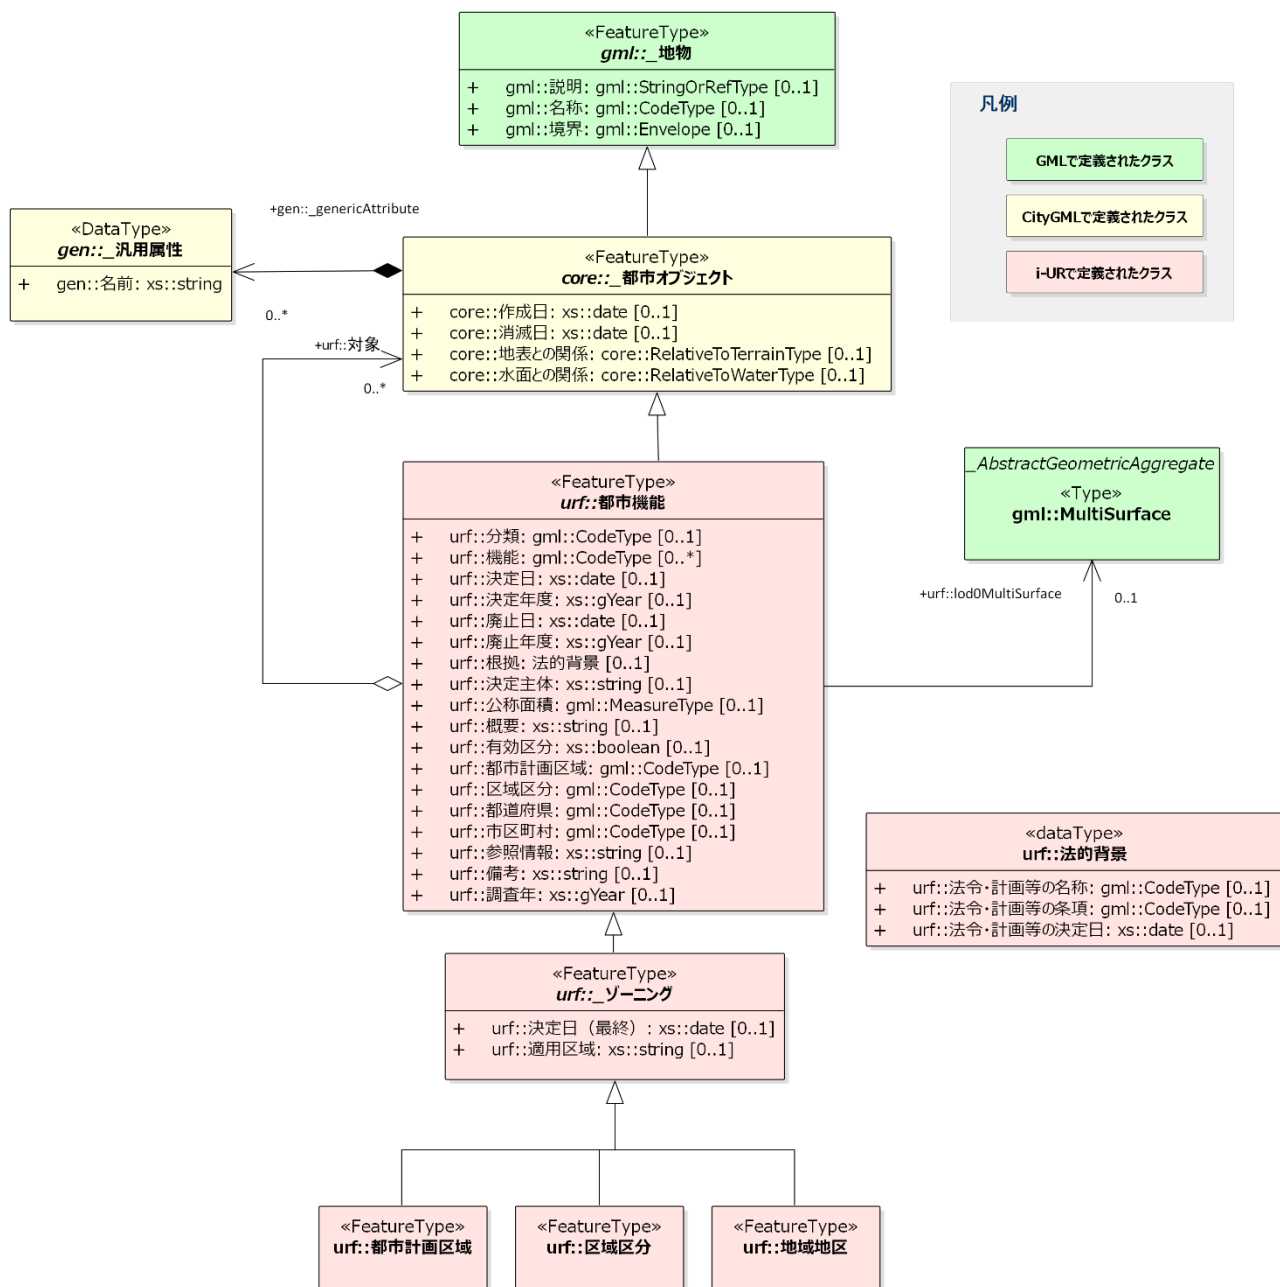 «FeatureType»
gml::_地物
+ gml::説明: gml::StringOrRefType [0..1]
+ gml::名称: gml::CodeType [0..1]
+ gml::境界: gml::Envelope [0..1]
凡例
GMLで定義されたクラス
CityGMLで定義されたクラス
i-URで定義されたクラス
+gen::_genericAttribute
0..*
«DataType»
gen::_汎用属性
+ gen::名前: xs::string
«FeatureType»
core::_都市オブジェクト
+ core::作成日: xs::date [0..1]
+ core::消滅日: xs::date [0..1]
+ core::地表との関係: core::RelativeToTerrainType [0..1]
+ core::水面との関係: core::RelativeToWaterType [0..1]
+urf::対象
0..*
«FeatureType»
urf::都市機能
+ urf::分類: gml::CodeType [0..1]
+ urf::機能: gml::CodeType [0..*]
+ urf::決定日: xs::date [0..1]
+ urf::決定年度: xs::gYear [0..1]
+ urf::廃止日: xs::date [0..1]
+ urf::廃止年度: xs::gYear [0..1]
+ urf::根拠: 法的背景 [0..1]
+ urf::決定主体: xs::string [0..1]
+ urf::公称面積: gml::MeasureType [0..1]
+ urf::概要: xs::string [0..1]
+ urf::有効区分: xs::boolean [0..1]
+ urf::都市計画区域: gml::CodeType [0..1]
+ urf::区域区分: gml::CodeType [0..1]
+ urf::都道府県: gml::CodeType [0..1]
+ urf::市区町村: gml::CodeType [0..1]
+ urf::参照情報: xs::string [0..1]
+ urf::備考: xs::string [0..1]
+ urf::調査年: xs::gYear [0..1]
_AbstractGeometricAggregate
«Type»
gml::MultiSurface
+urf::lod0MultiSurface
0..1
«dataType»
urf::法的背景
+ urf::法令・計画等の名称: gml::CodeType [0..1]
+ urf::法令・計画等の条項: gml::CodeType [0..1]
+ urf::法令・計画等の決定日: xs::date [0..1]
«FeatureType»
urf::_ゾーニング
+ urf::決定日（最終）: xs::date [0..1]
+ urf::適用区域: xs::string [0..1]
«FeatureType»
urf::都市計画区域
«FeatureType»
urf::区域区分
«FeatureType»
urf::地域地区